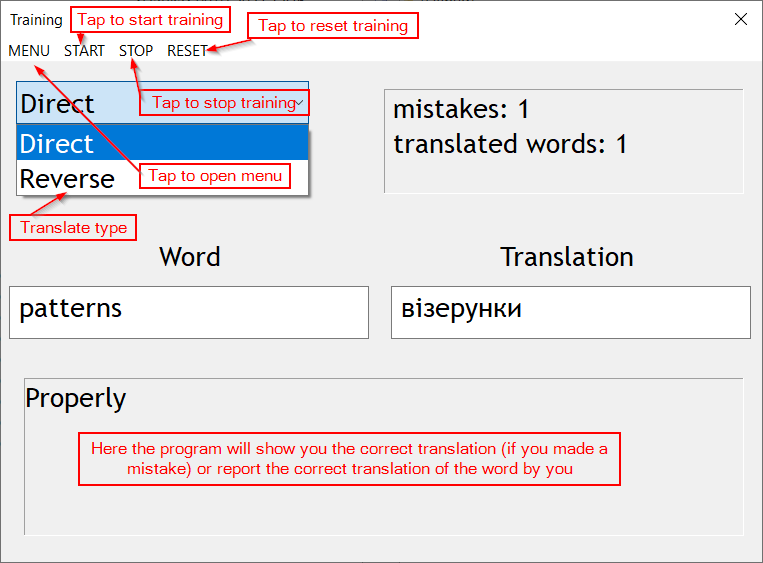 Training
Tap to start training
Tap to reset training
MENU START STOP RESET
Direct
Tap to stop training
Direct
Reverse
Tap to open menu
Translate type
mistakes: 1
translated words: 1
Word
Translation
patterns
візерунки
Properly
Here the program will show you the correct translation (if you made a
mistake) or report the correct translation of the word by you